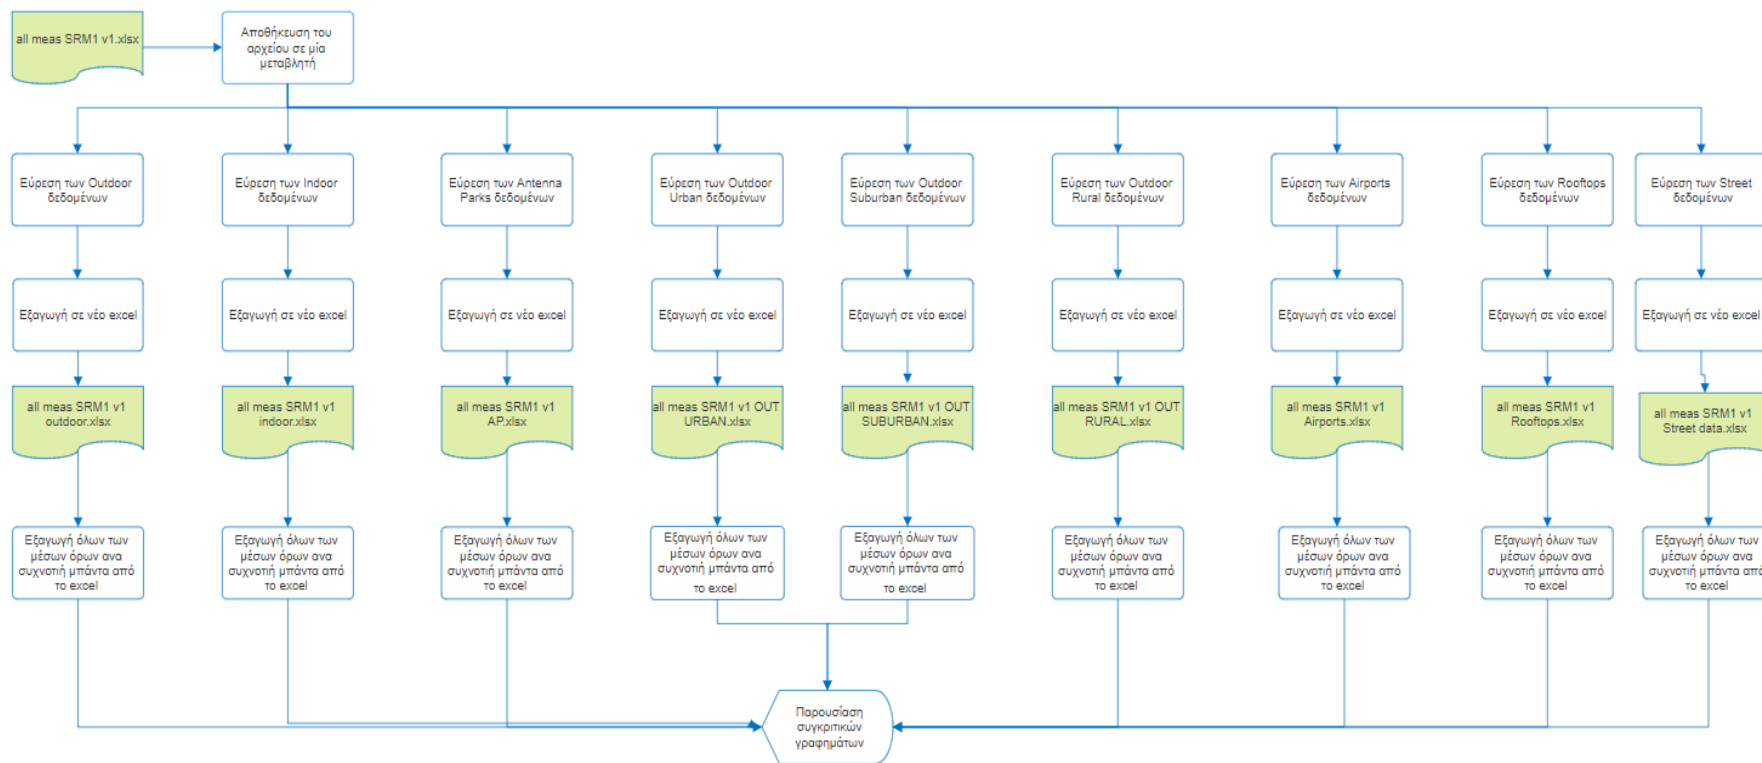 all meas SRM1 v1.xlsx
Αποθήκευση του
αρχείου σε μία
μεταβλητή
Εύρεση των Outdoor
δεδομένων
Εύρεση των Indoor
δεδομένων
Εύρεση των Antenna
Parks δεδομένων
Εύρεση των Outdoor
Urban δεδομένων
Εύρεση των Outdoor
Suburban δεδομένων
Εύρεση των Outdoor
Rural δεδομένων
Εύρεση των Airports
δεδομένων
Εύρεση των Rooftops
δεδομένων
Εύρεση των Street
δεδομένων
Εξαγωγή σε νέο excel
Εξαγωγή σε νέο excel
Εξαγωγή σε νέο excel
Εξαγωγή σε νέο excel
Εξαγωγή σε νέο excel
Εξαγωγή σε νέο excel
Εξαγωγή σε νέο excel
Εξαγωγή σε νέο excel
Εξαγωγή σε νέο excel
all meas SRM1 v1
outdoor.xlsx
all meas SRM1 v1
indoor.xlsx
all meas SRM1 v1
AP.xlsx
all meas SRM1 v1 OUT
URBAN.xlsx
all meas SRM1 v1 OUT
SUBURBAN.xlsx
all meas SRM1 v1 OUT
RURAL.xlsx
all meas SRM1 v1
Airports.xlsx
all meas SRM1 v1
Rooftops.xlsx
all meas SRM1 v1
Street data.xlsx
Εξαγωγή όλων των
μέσων όρων ανα
συχνοτιή μπάντα από
το excel
Εξαγωγή όλων των
μέσων όρων ανα
συχνοτιή μπάντα από
το excel
Εξαγωγή όλων των
μέσων όρων ανα
συχνοτιή μπάντα από
το excel
Εξαγωγή όλων των
μέσων όρων ανα
συχνοτιή μπάντα από
το excel
Εξαγωγή όλων των
μέσων όρων ανα
συχνοτιή μπάντα από
το excel
Εξαγωγή όλων των
μέσων όρων ανα
συχνοτιή μπάντα από
το excel
Εξαγωγή όλων των
μέσων όρων ανα
συχνοτιή μπάντα από
το excel
Εξαγωγή όλων των
μέσων όρων ανα
συχνοτιή μπάντα από
το excel
Εξαγωγή όλων των
μέσων όρων ανα
συχνοτιή μπάντα από
το excel
Παρουσίαση
συγκριτικών
γραφημάτων